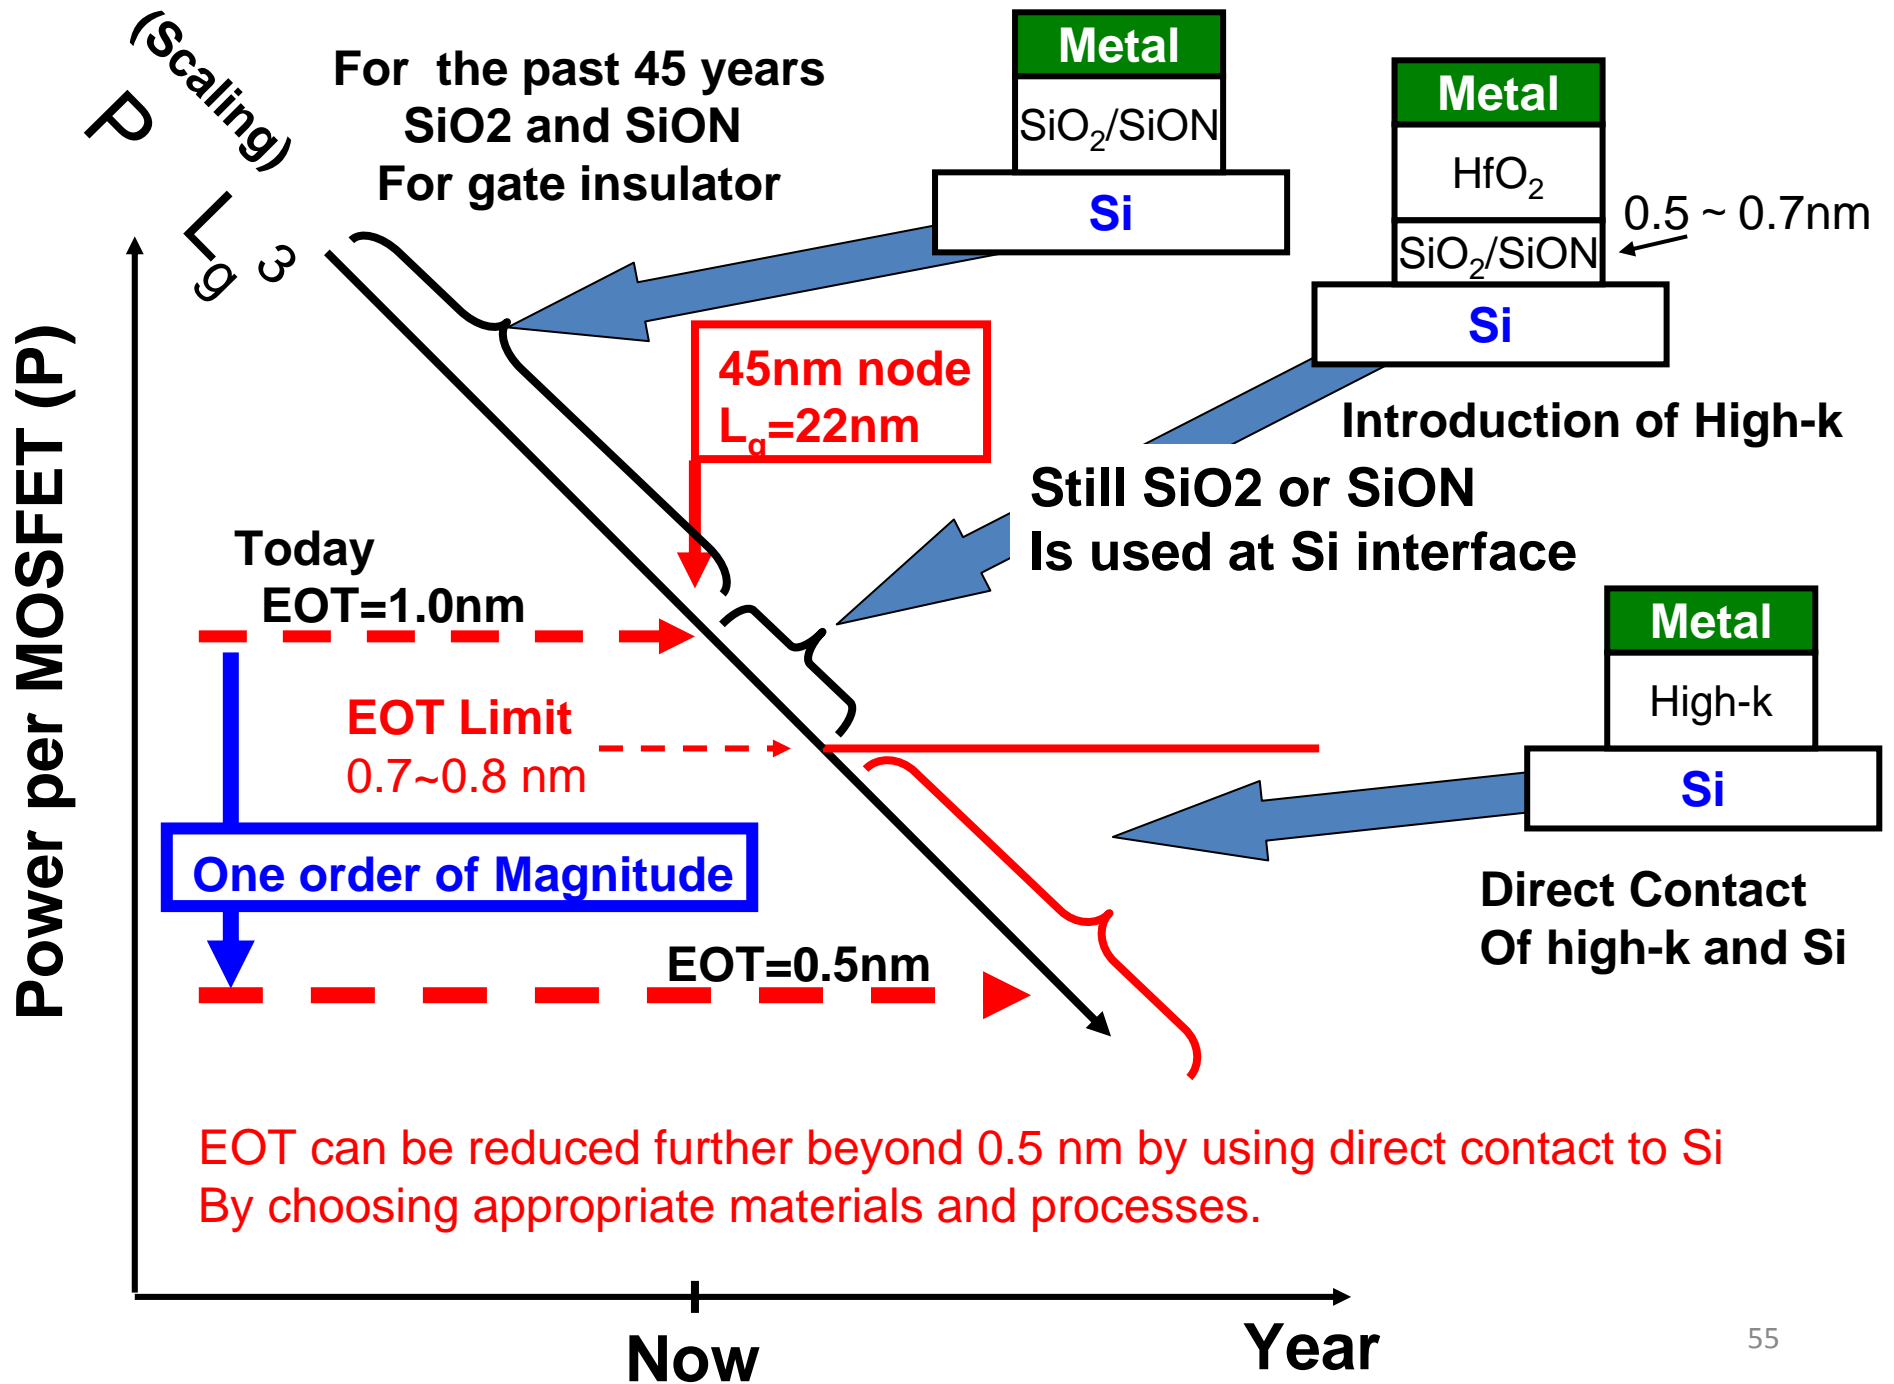 (Scaling)
P
Lg 3
For the past 45 years
SiO2 and SiON
For gate insulator
Metal
SiO2/SiON
Si
Metal
HfO2
SiO2/SiON
Si
0.5 ~ 0.7nm
Introduction of High-k
45nm node
Lg=22nm
Still SiO2 or SiON
Is used at Si interface
Today
EOT=1.0nm
Metal
High-k
Si
EOT Limit
0.7~0.8 nm
One order of Magnitude
Direct Contact
Of high-k and Si
EOT=0.5nm
Power per MOSFET (P)
EOT can be reduced further beyond 0.5 nm by using direct contact to Si
By choosing appropriate materials and processes.
Now
Year
55